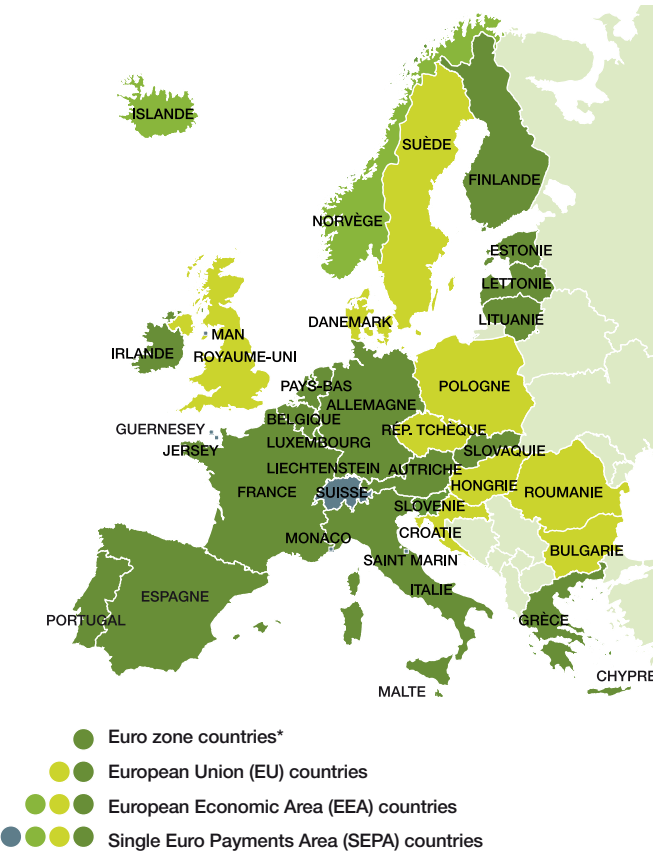 ISLANDE
SUÈDE
FINLANDE
NORVÈGE
ESTONIE
LETTONIE
LITUANIE
DANEMARK
MAN
IRLANDE
ROYAUME-UNI
PAYS-BAS
POLOGNE
ALLEMAGNE
BELGIQUE
GUERNESEY
RÉP. TCHÈQUE
JERSEY
LUXEMBOURG
SLOVAQUIE
LIECHTENSTEIN
AUTRICHE
HONGRIE
FRANCE
SUISSE
ROUMANIE
SLOVENIE
CROATIE
MONACO
BULGARIE
SAINT MARIN
ITALIE
ESPAGNE
PORTUGAL
GRÈCE
CHYPRE
MALTE
Euro zone countries*
European Union (EU) countries
European Economic Area (EEA) countries
Single Euro Payments Area (SEPA) countries